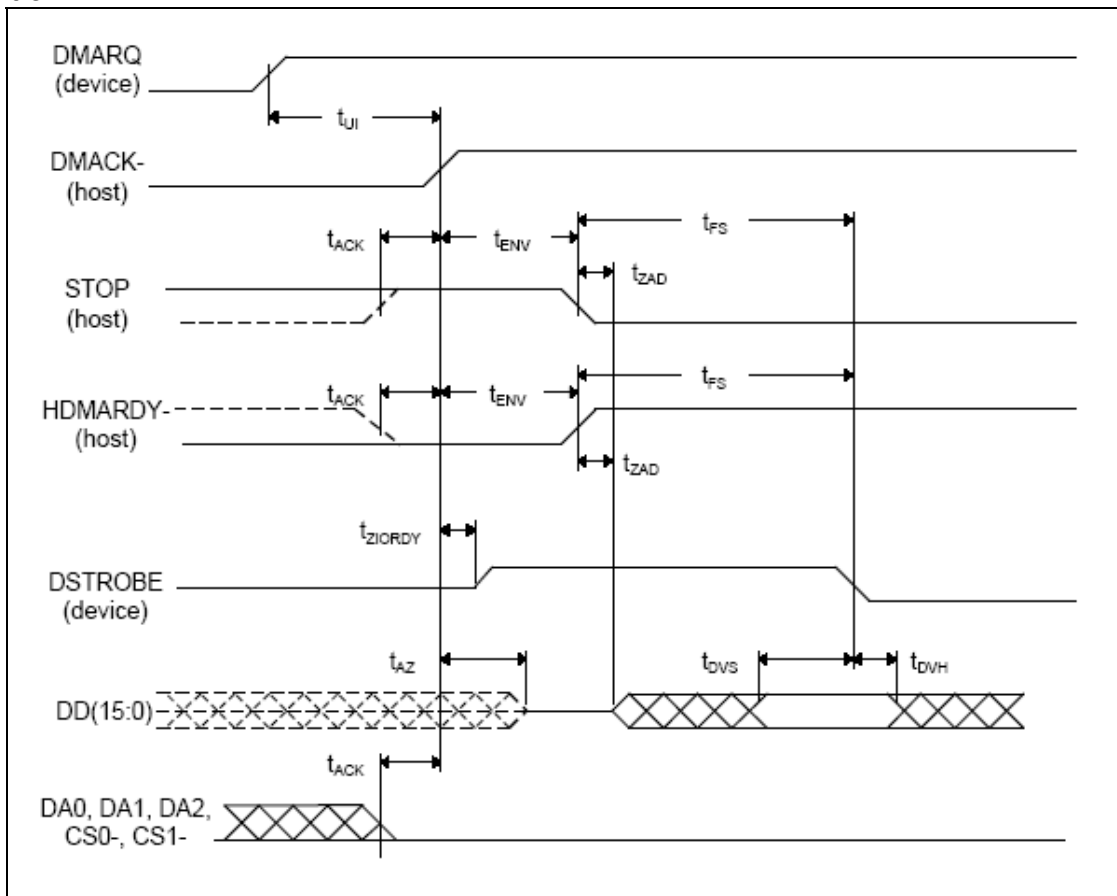 DMARQ
(device)
tUI
DMACK-
(host)
tACK
tENV
tFS
tZAD
STOP
(host)
tACK
tENV
tFS
HDMARDY-
(host)
tZAD
tZIORDY
DSTROBE
(device)
tAZ
tDVS
tDVH
DD(15:0)
tACK
DA0, DA1, DA2,
CS0-, CS1-